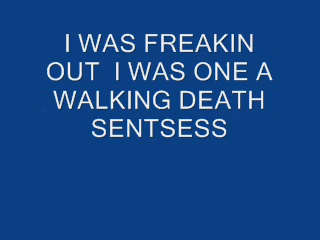 I WAS FREAKIN
OUT  I WAS ONE A
WALKING DEATH
SENTSESS